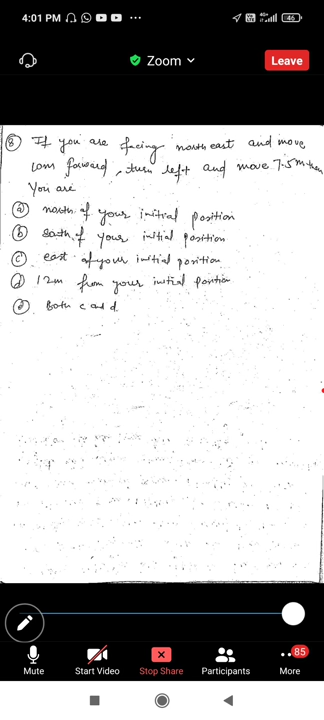 4:01 PM
46
Zoom
Leave
8 If you are facing north east and move
10m forward, turn left and move 7.5m then
You are
a north of your initial position
b south of your initial position
c east of your initial position
d 12m from your initial position
e Both c and d
85
Mute Start Video Stop Share Participants More